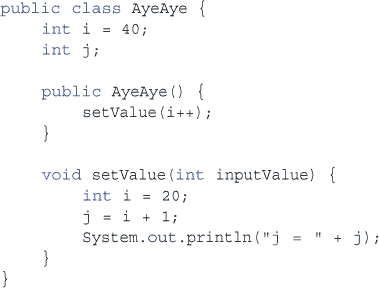 public class AyeAye {
    int i = 40;
    int j;

    public AyeAye() {
        setValue(i++);
    }

    void setValue(int inputValue) {
        int i = 20;
        j = i + 1;
        System.out.println("j = " + j);
    }
}